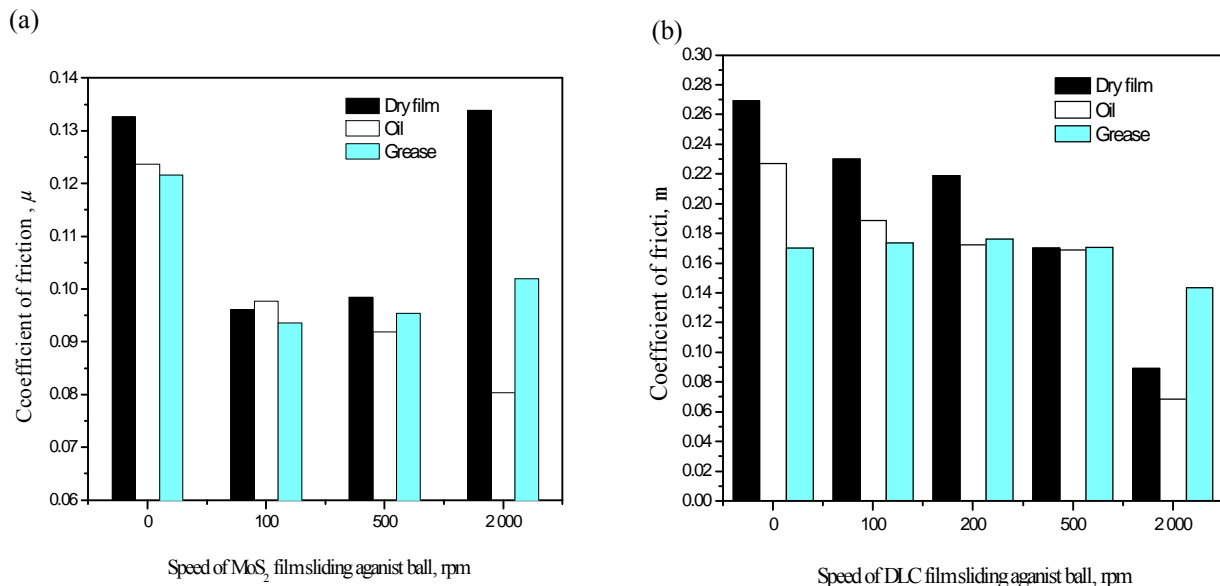 (a)
0.14
0.13
0.12
0.11
0.10
0.09
0.08
0.07
0.06
Ccoefficient of friction , μ
Dry film
Oil
Grease
0 100 500 2 000
Speed of MoS₂ film sliding aganist ball, rpm
(b)
0.30
0.28
0.26
0.24
0.22
0.20
0.18
0.16
0.14
0.12
0.10
0.08
0.06
0.04
0.02
0.00
Coefficient of fricti, m
Dry film
Oil
Grease
0 100 200 500 2 000
Speed of DLC film sliding aganist ball, rpm